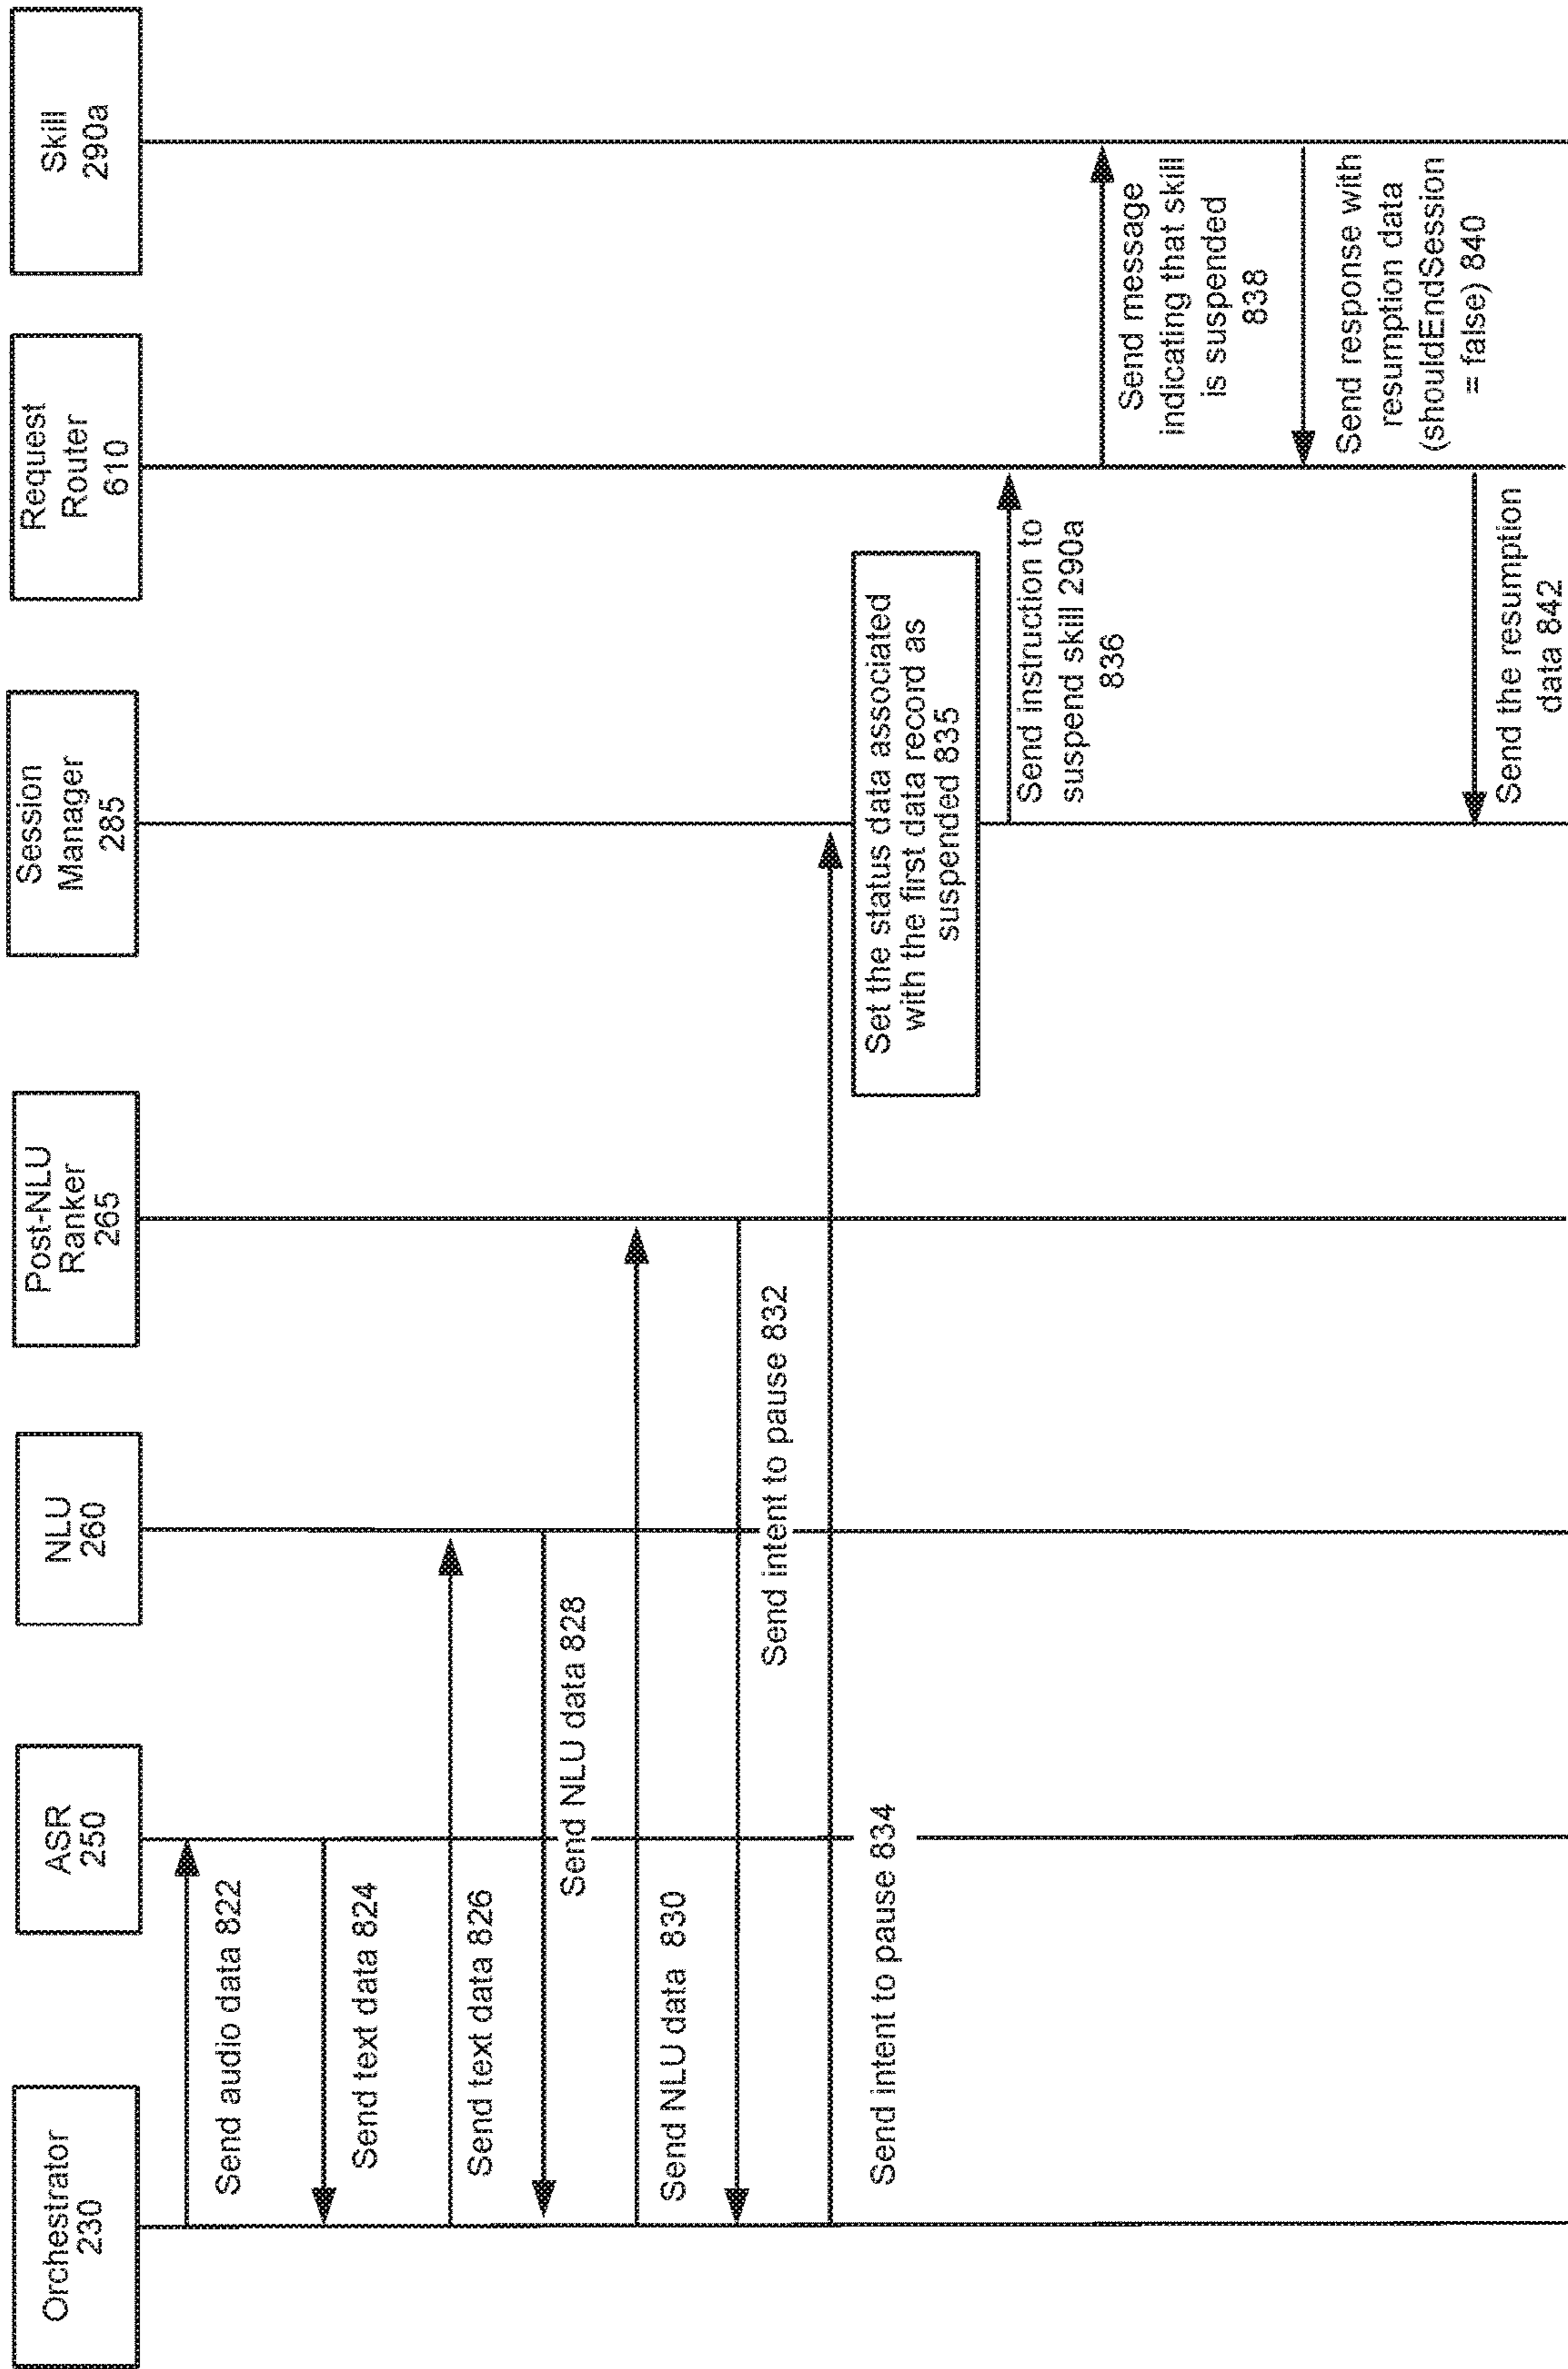 Orchestrator
230
ASR
250
NLU
260
Post-NLU
Ranker
265
Session
Manager
285
Request
Router
610
Skill
290a
Send audio data 822
Send text data 824
Send text data 826
Send NLU data 828
Send NLU data 830
Send intent to pause 832
Send intent to pause 834
Set the status data associated
with the first data record as
suspended 835
Send instruction to
suspend skill 290a
836
Send message
indicating that skill
is suspended
838
Send response with
resumption data
(shouldEndSession
= false) 840
Send the resumption
data 842